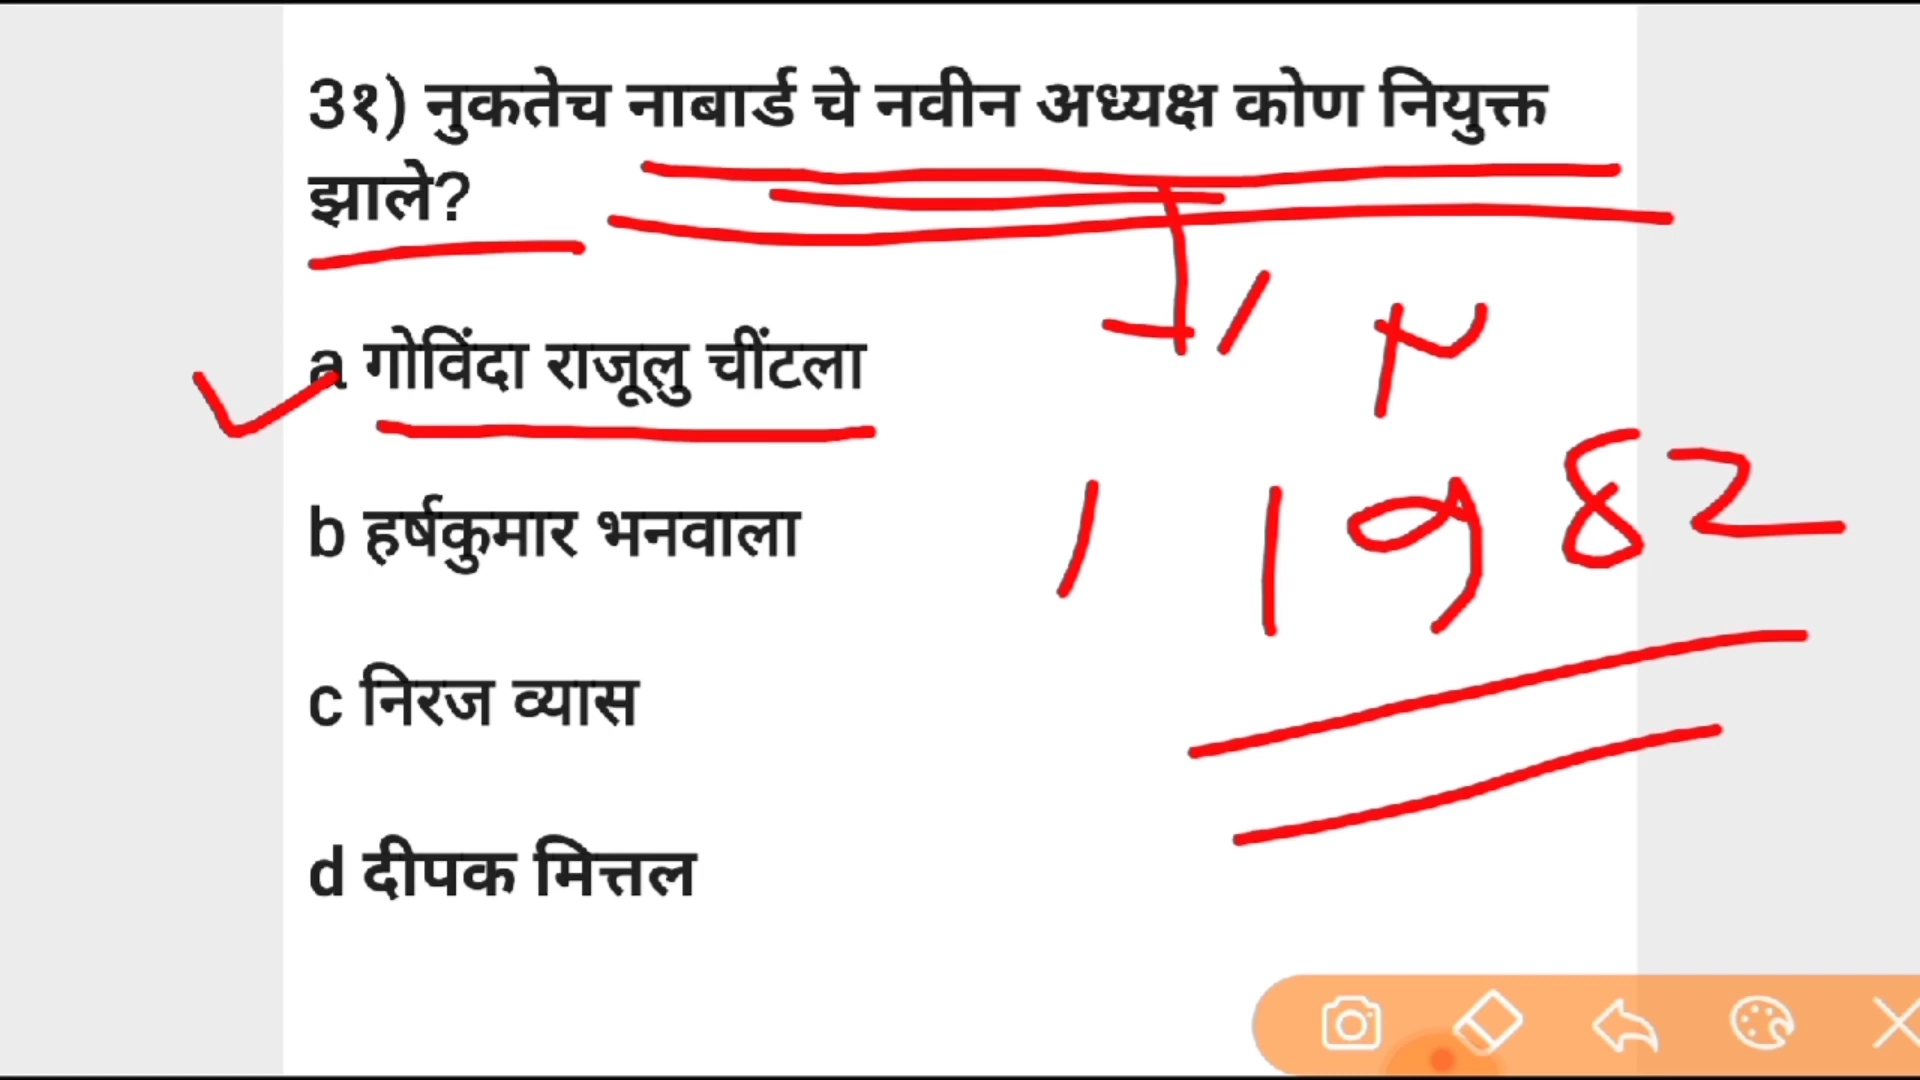 3१) नुकतेच नाबार्ड चे नवीन अध्यक्ष कोण नियुक्त
झाले?
a गोविंदा राजूलु चींटला
b हर्षकुमार भनवाला
1982
c निरज व्यास
d दीपक मित्तल